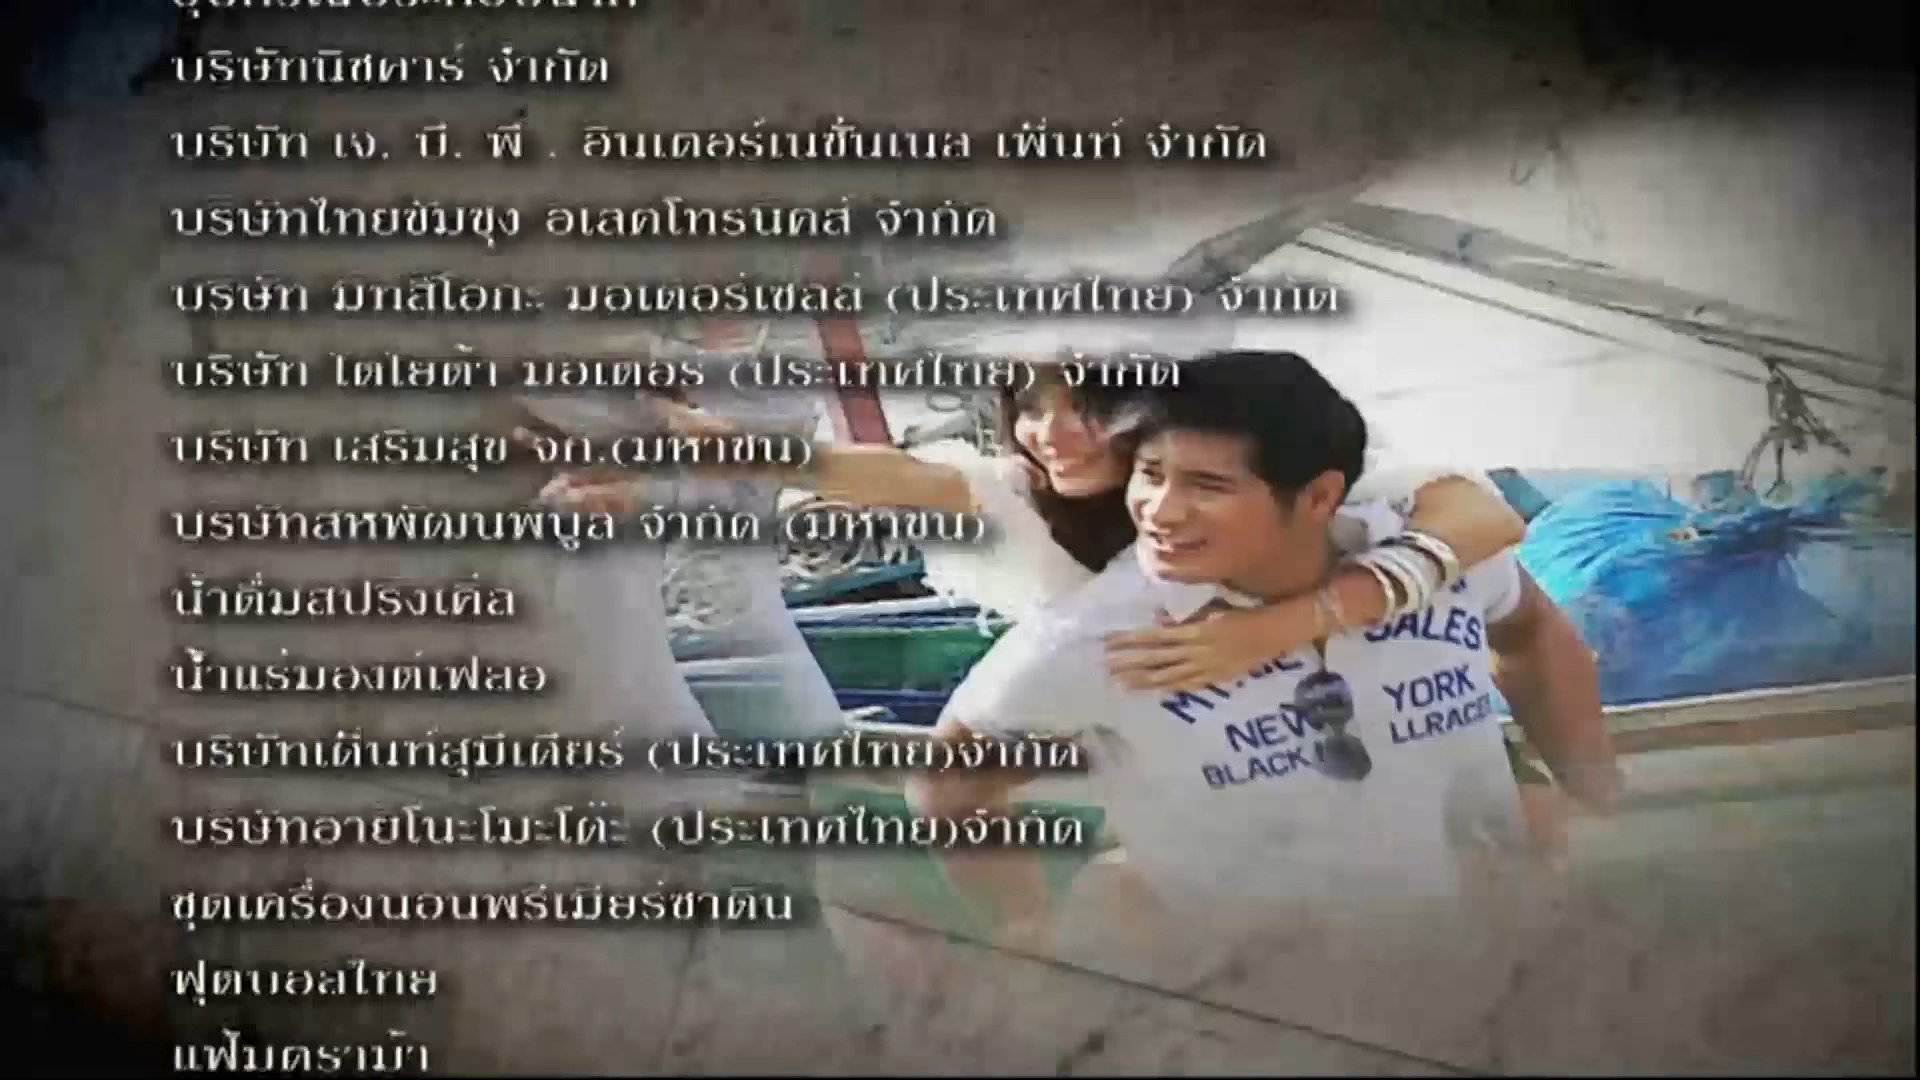 บริษัทนิชคาร์ จำกัด
บริษัท เจ. บี. พี . อินเตอร์เนชั่นเนล เพ้นท์ จำกัด
บริษัทไทยซัมซุง อิเลคโทรนิคส์ จำกัด
บริษัท มิทสึโอกะ มอเตอร์เซลส์ (ประเทศไทย) จำกัด
บริษัท โตโยต้า มอเตอร์ (ประเทศไทย) จำกัด
บริษัท เสริมสุข จก.(มหาชน)
บริษัทสหพัฒนพิบูล จำกัด (มหาชน)
น้ำดื่มสปริงเคิ่ล
น้ำแร่มองต์เฟลอ
บริษัทเด็นท์สุมีเดียร์ (ประเทศไทย)จำกัด
บริษัทอายิโนะโมะโต๊ะ (ประเทศไทย)จำกัด
ชุดเครื่องนอนพรีเมียร์ซาติน
ฟุตบอลไทย
แฟ้มดราม่า
SALES
NEW YORK
BLACK LLRACE